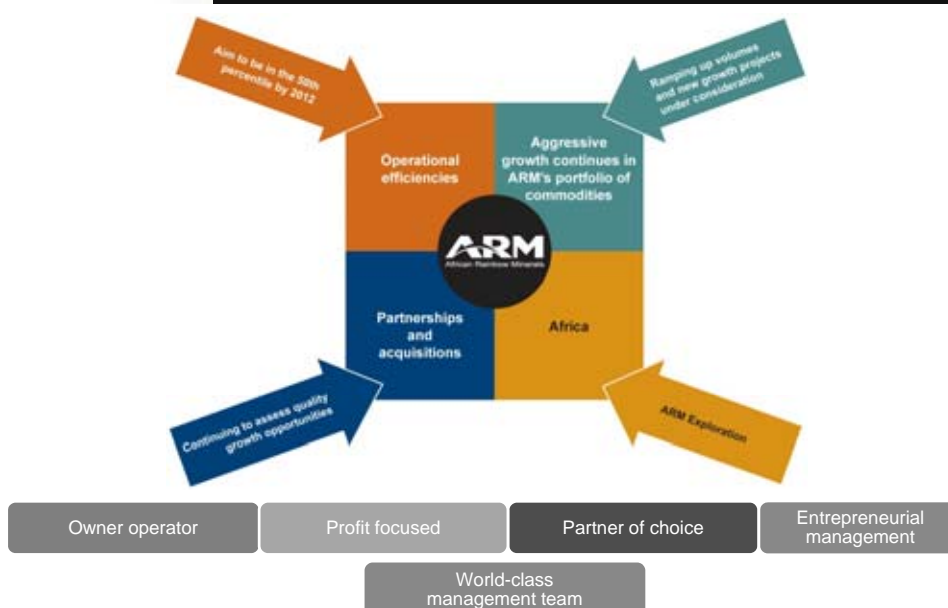 Aim to be in the 50th
percentile by 2012
Ramping up volumes
and new growth projects
under consideration
Operational
efficiencies
Aggressive
growth continues in
ARM's portfolio of
commodities
ARM
African Rainbow Minerals
Partnerships
and
acquisitions
Africa
Continuing to assess quality
growth opportunities
ARM Exploration
Owner operator
Profit focused
Partner of choice
Entrepreneurial
management
World-class
management team